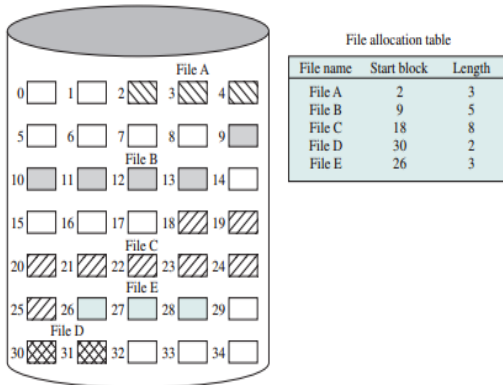 File allocation table
File name Start block Length
File A 2 3
File B 9 5
File C 18 8
File D 30 2
File E 26 3
File A
0 1 2 3 4
5 6 7 8 9
File B
10 11 12 13 14
15 16 17 18 19
File C
20 21 22 23 24
File E
25 26 27 28 29
File D
30 31 32 33 34